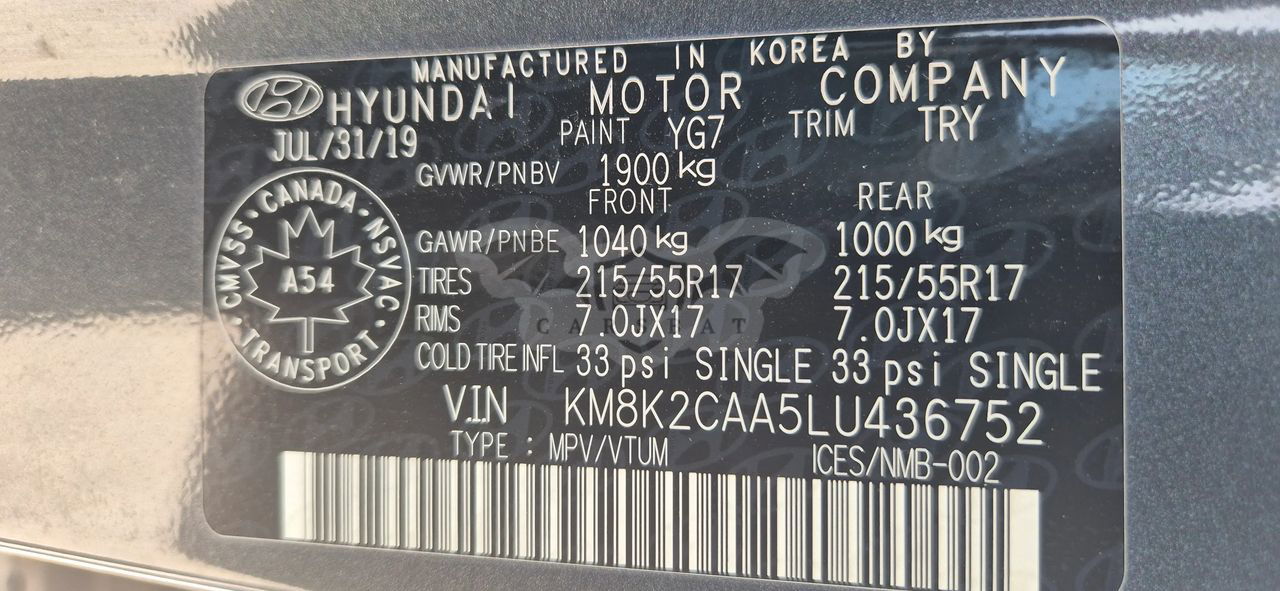 MANUFACTURED IN KOREA BY
HYUNDAI MOTOR COMPANY
JUL/31/19 PAINT YG7 TRIM TRY
GVWR/PNBV 1900 kg
FRONT REAR
GAWR/PNBE 1040 kg 1000 kg
TIRES 215/55R17 215/55R17
RIMS 7.0JX17 7.0JX17
COLD TIRE INFL 33 psi SINGLE 33 psi SINGLE
V.I.N KM8K2CAA5LU436752
TYPE : MPV/VTUM ICES/NMB-002
CMVSS · CANADA · NSVAC · TRANSPORT ·
A54
CARSEAT